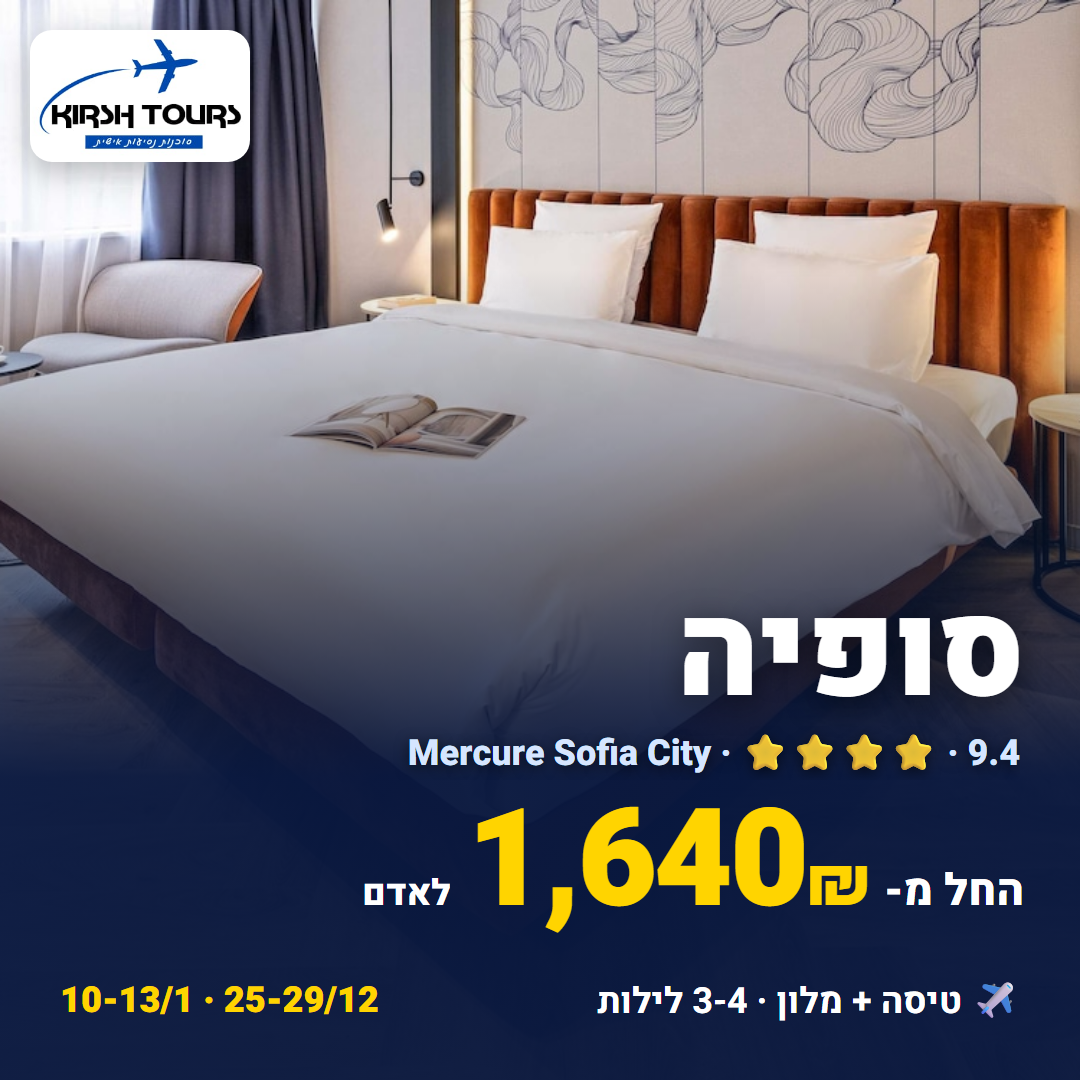 KIRSH TOURS
סוכנות נסיעות אישית
סופיה
Mercure Sofia City · ⭐⭐⭐⭐ · 9.4
החל מ- ₪1,640 לאדם
✈️ טיסה + מלון · 3-4 לילות
10-13/1 · 25-29/12